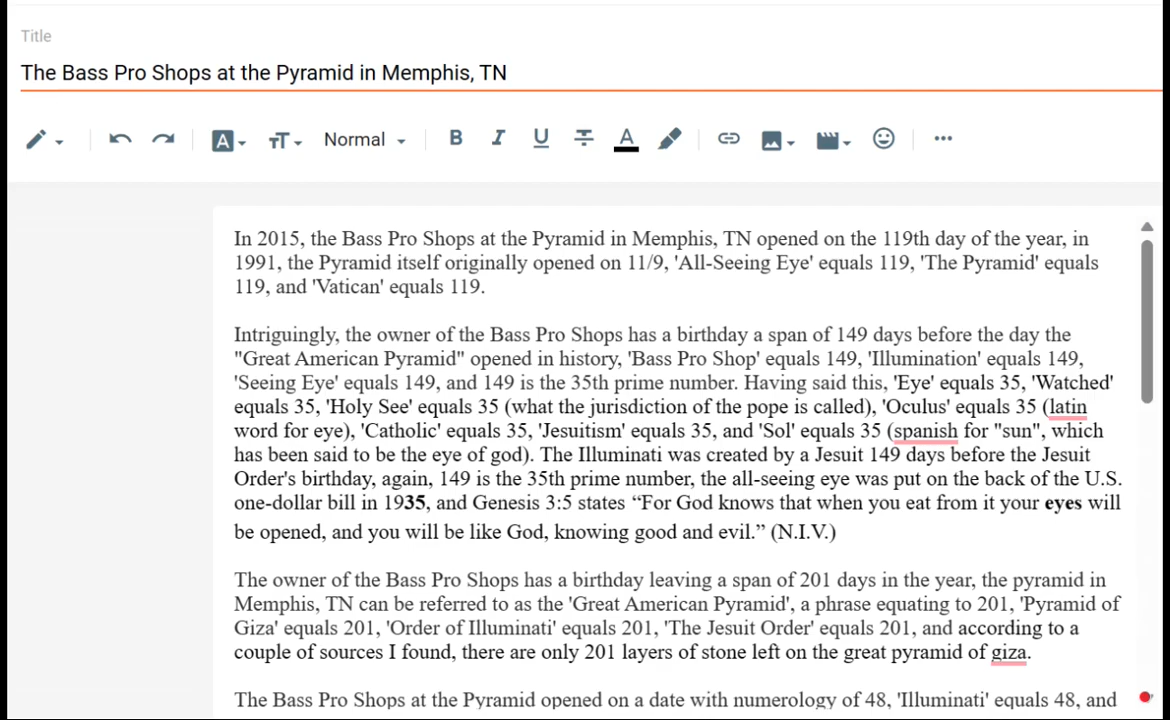 Title
The Bass Pro Shops at the Pyramid in Memphis, TN
Normal
In 2015, the Bass Pro Shops at the Pyramid in Memphis, TN opened on the 119th day of the year, in
1991, the Pyramid itself originally opened on 11/9, 'All-Seeing Eye' equals 119, 'The Pyramid' equals
119, and 'Vatican' equals 119.
Intriguingly, the owner of the Bass Pro Shops has a birthday a span of 149 days before the day the
"Great American Pyramid" opened in history, 'Bass Pro Shop' equals 149, 'Illumination' equals 149,
'Seeing Eye' equals 149, and 149 is the 35th prime number. Having said this, 'Eye' equals 35, 'Watched'
equals 35, 'Holy See' equals 35 (what the jurisdiction of the pope is called), 'Oculus' equals 35 (latin
word for eye), 'Catholic' equals 35, 'Jesuitism' equals 35, and 'Sol' equals 35 (spanish for "sun", which
has been said to be the eye of god). The Illuminati was created by a Jesuit 149 days before the Jesuit
Order's birthday, again, 149 is the 35th prime number, the all-seeing eye was put on the back of the U.S.
one-dollar bill in 1935, and Genesis 3:5 states “For God knows that when you eat from it your eyes will
be opened, and you will be like God, knowing good and evil.” (N.I.V.)
The owner of the Bass Pro Shops has a birthday leaving a span of 201 days in the year, the pyramid in
Memphis, TN can be referred to as the 'Great American Pyramid', a phrase equating to 201, 'Pyramid of
Giza' equals 201, 'Order of Illuminati' equals 201, 'The Jesuit Order' equals 201, and according to a
couple of sources I found, there are only 201 layers of stone left on the great pyramid of giza.
The Bass Pro Shops at the Pyramid opened on a date with numerology of 48, 'Illuminati' equals 48, and